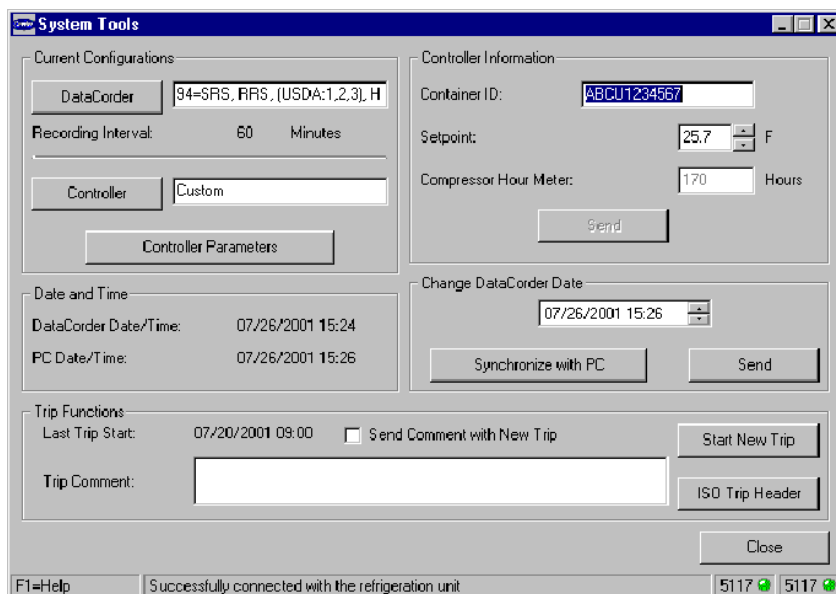 System Tools
Current Configurations
DataCorder
94=SRS, RRS, (USDA:1,2,3), H
Recording Interval: 60 Minutes
Controller
Custom
Controller Parameters
Controller Information
Container ID: ABCU1234567
Setpoint: 25.7 F
Compressor Hour Meter: 170 Hours
Send
Date and Time
DataCorder Date/Time: 07/26/2001 15:24
PC Date/Time: 07/26/2001 15:26
Change DataCorder Date
07/26/2001 15:26
Synchronize with PC
Send
Trip Functions
Last Trip Start: 07/20/2001 09:00
Send Comment with New Trip
Start New Trip
Trip Comment:
ISO Trip Header
Close
F1=Help
Successfully connected with the refrigeration unit
5117
5117